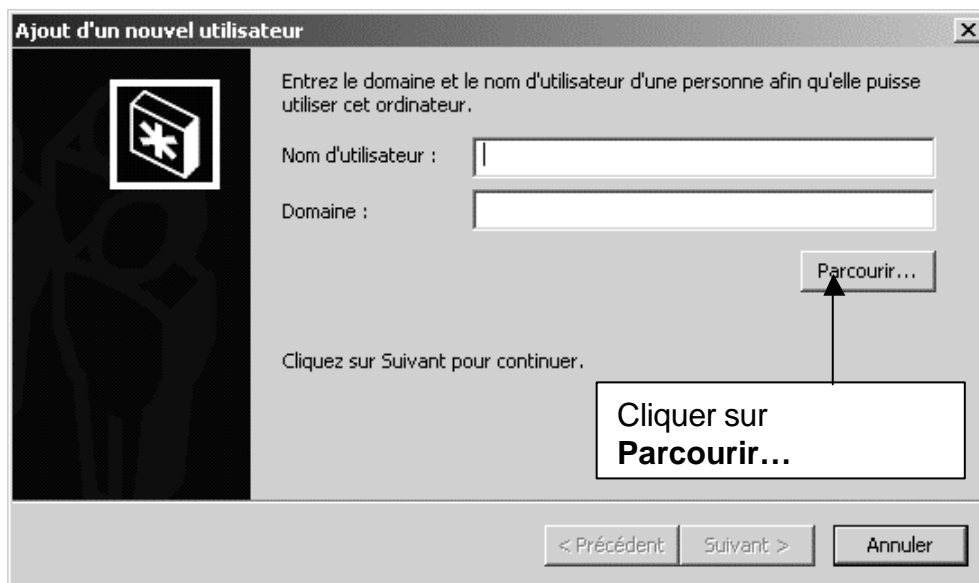 Ajout d'un nouvel utilisateur
Entrez le domaine et le nom d'utilisateur d'une personne afin qu'elle puisse
utiliser cet ordinateur.
Nom d'utilisateur :
Domaine :
Parcourir...
Cliquez sur Suivant pour continuer.
Cliquer sur
Parcourir…
< Précédent
Suivant >
Annuler